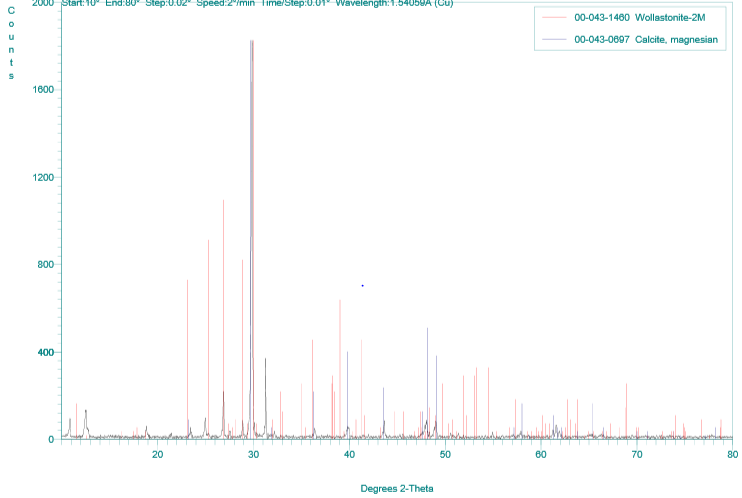 Start:10° End:80° Step:0.02° Speed:2°/min Time/Step:0.01° Wavelength:1.54059A (Cu)
00-043-1460 Wollastonite-2M
00-043-0697 Calcite, magnesian
Counts
2000
1600
1200
800
400
0
20 30 40 50 60 70 80
Degrees 2-Theta